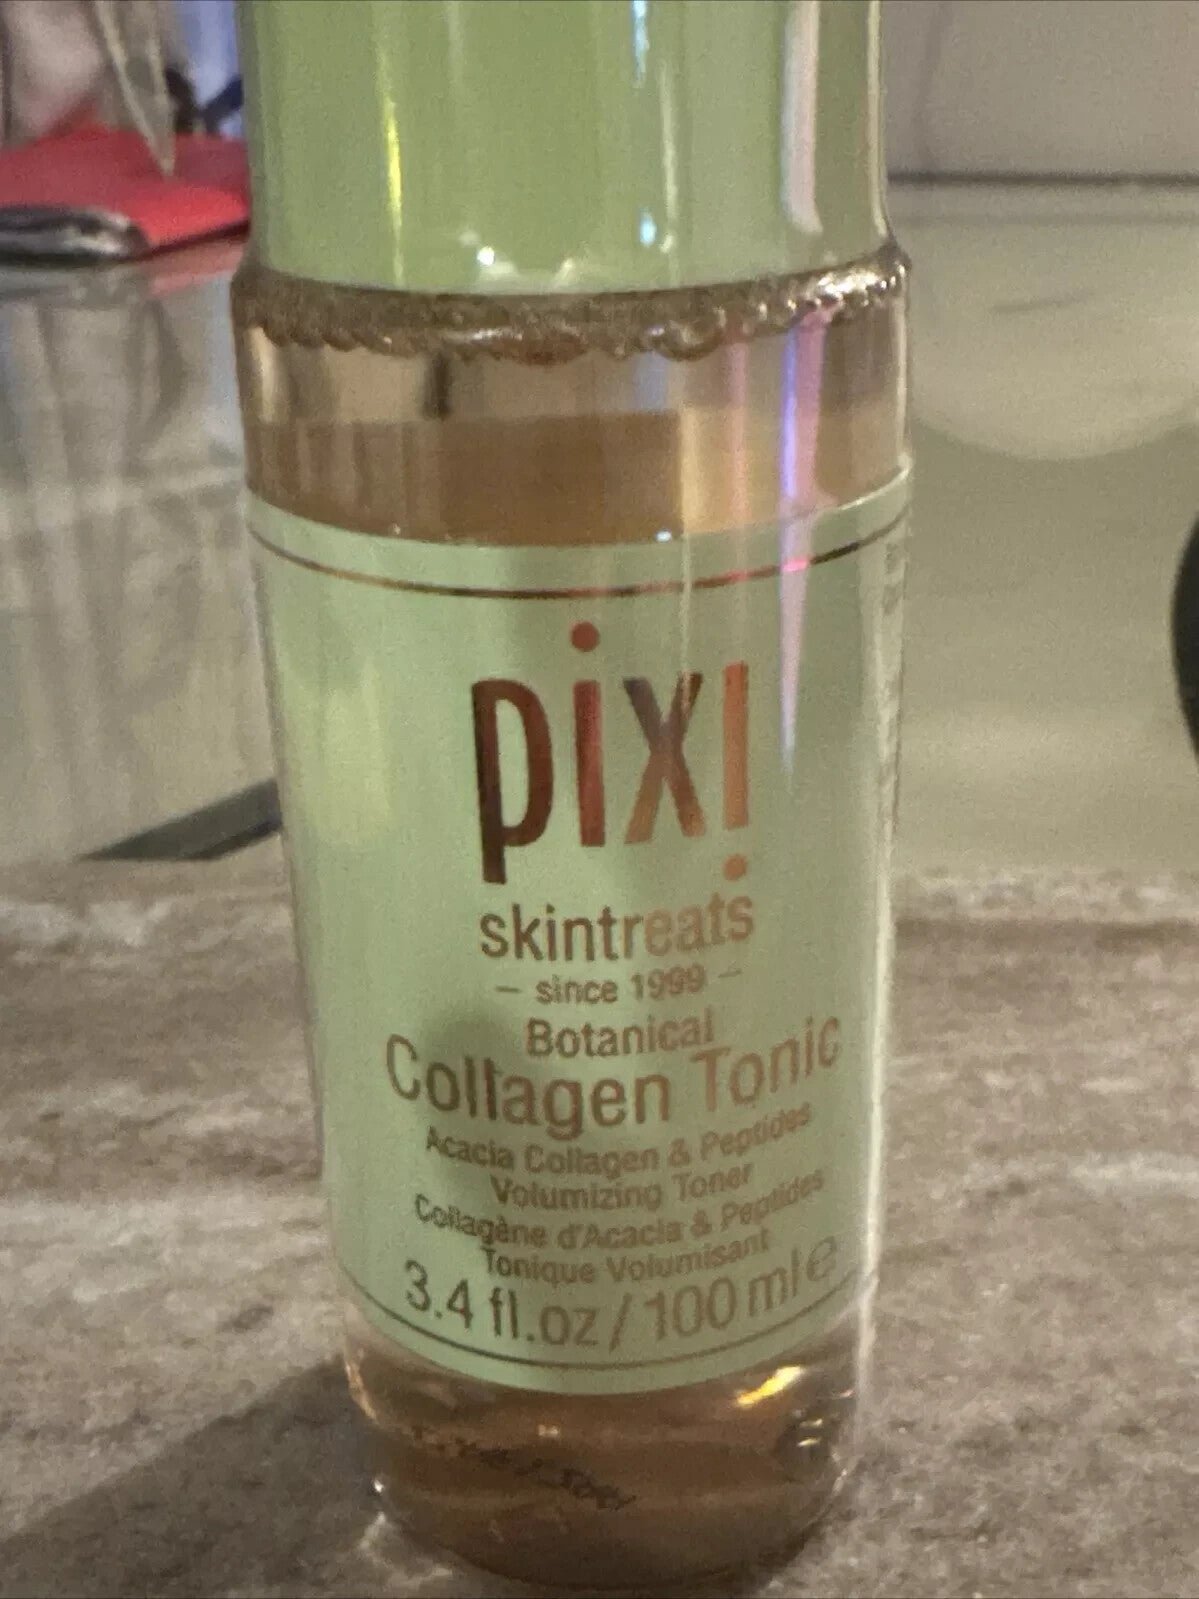 pixi
skintreats
– since 1999 –
Botanical
Collagen Tonic
Acacia Collagen & Peptides
Volumizing Toner
Collagène d'Acacia & Peptides
Tonique Volumisant
3.4 fl.oz / 100 ml ℮